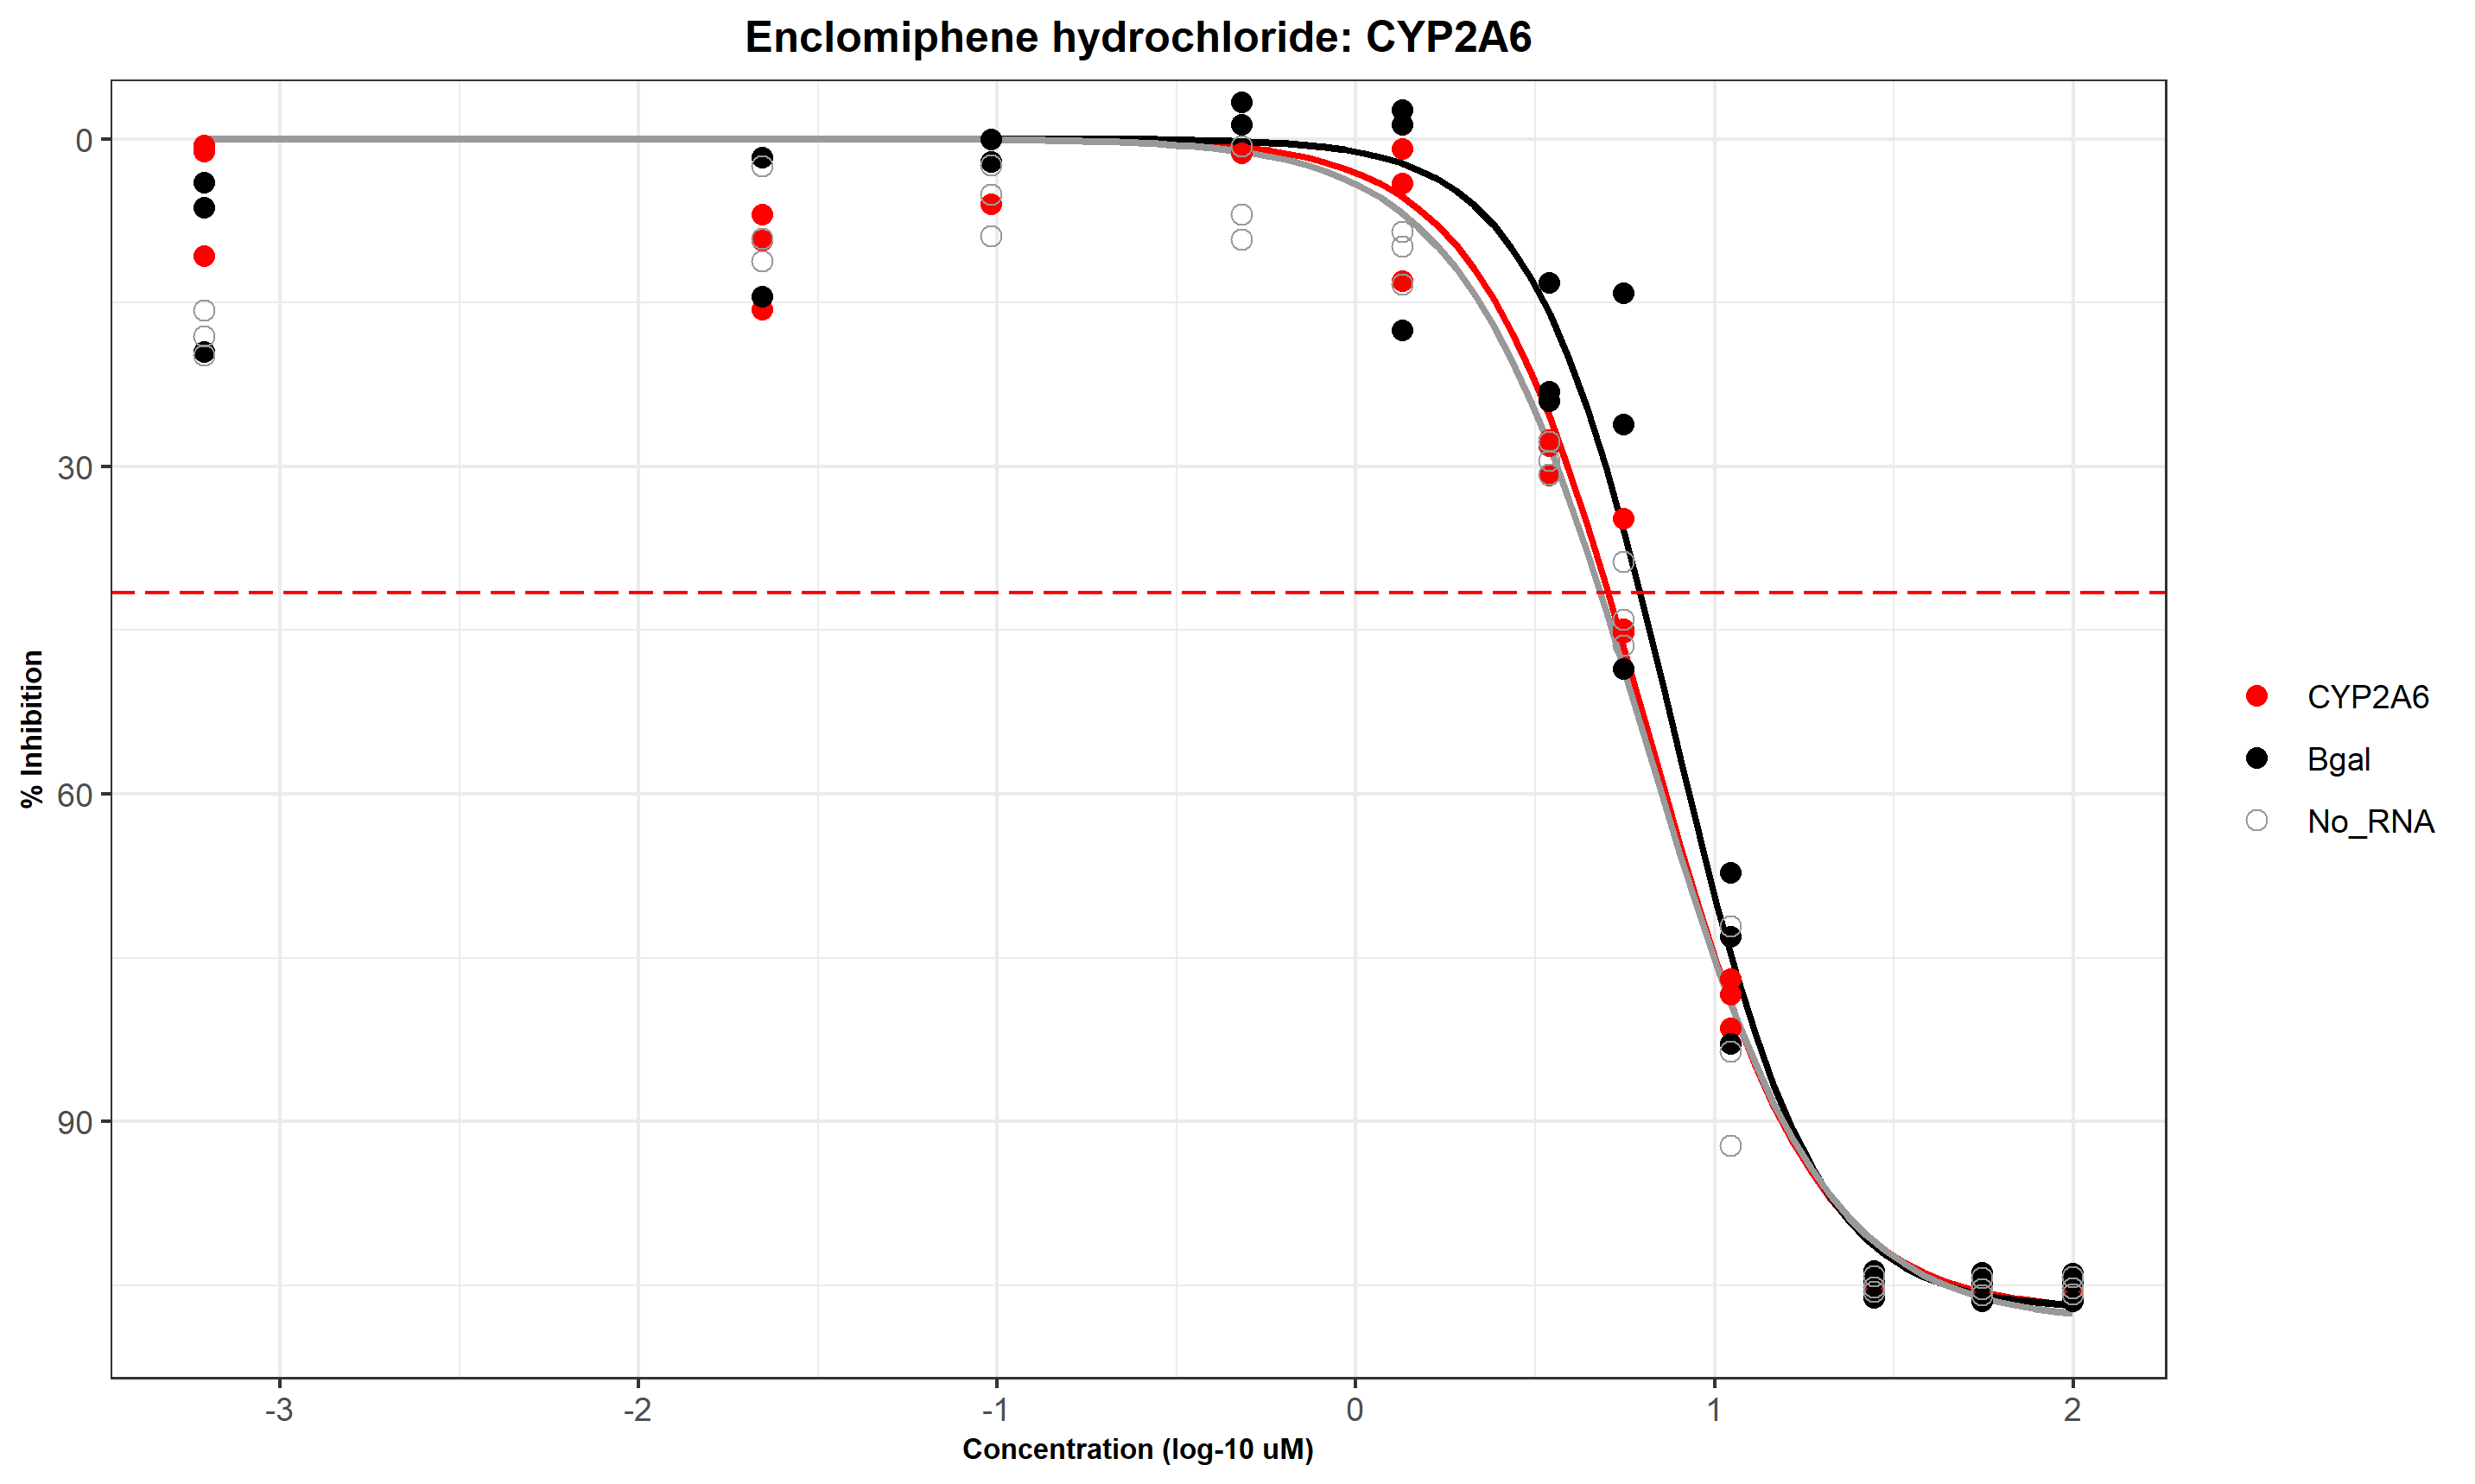 Enclomiphene hydrochloride: CYP2A6
0
30
60
90
% Inhibition
-3
-2
-1
0
1
2
Concentration (log-10 uM)
CYP2A6
Bgal
No_RNA